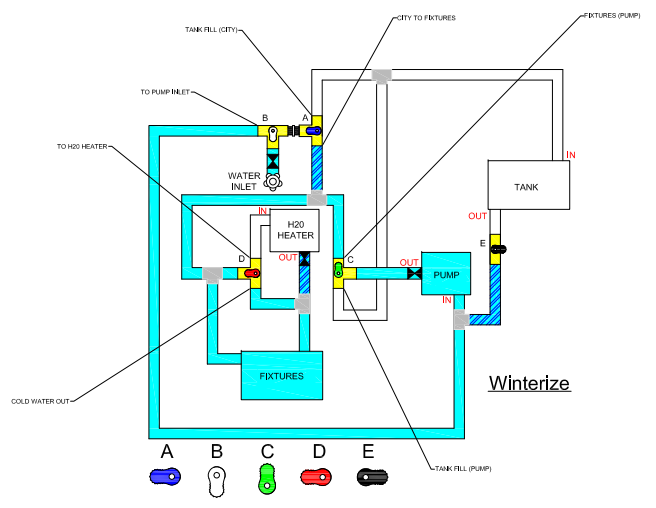 FIXTURES (PUMP)
CITY TO FIXTURES
TANK FILL (CITY)
TO PUMP INLET
B
A
TO H20 HEATER
WATER
INLET
IN
TANK
OUT
E
IN
H20
HEATER
OUT
D
C
OUT
PUMP
IN
FIXTURES
Winterize
COLD WATER OUT
TANK FILL (PUMP)
A B C D E